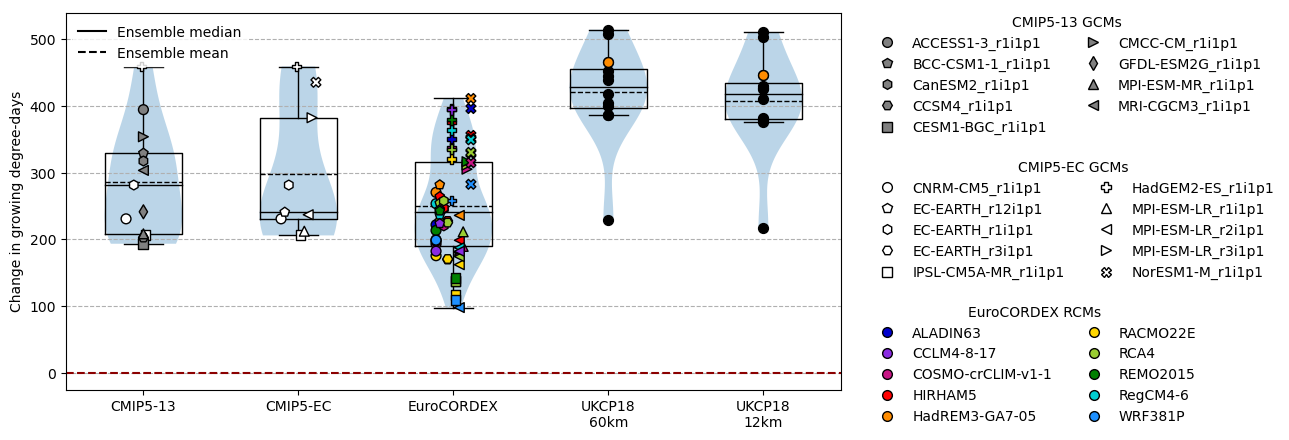 Change in growing degree-days
500
400
300
200
100
0
Ensemble median
Ensemble mean
CMIP5-13
CMIP5-EC
EuroCORDEX
UKCP18
60km
UKCP18
12km
CMIP5-13 GCMs
ACCESS1-3_r1i1p1
BCC-CSM1-1_r1i1p1
CanESM2_r1i1p1
CCSM4_r1i1p1
CESM1-BGC_r1i1p1
CMCC-CM_r1i1p1
GFDL-ESM2G_r1i1p1
MPI-ESM-MR_r1i1p1
MRI-CGCM3_r1i1p1
CMIP5-EC GCMs
CNRM-CM5_r1i1p1
EC-EARTH_r12i1p1
EC-EARTH_r1i1p1
EC-EARTH_r3i1p1
IPSL-CM5A-MR_r1i1p1
HadGEM2-ES_r1i1p1
MPI-ESM-LR_r1i1p1
MPI-ESM-LR_r2i1p1
MPI-ESM-LR_r3i1p1
NorESM1-M_r1i1p1
EuroCORDEX RCMs
ALADIN63
CCLM4-8-17
COSMO-crCLIM-v1-1
HIRHAM5
HadREM3-GA7-05
RACMO22E
RCA4
REMO2015
RegCM4-6
WRF381P